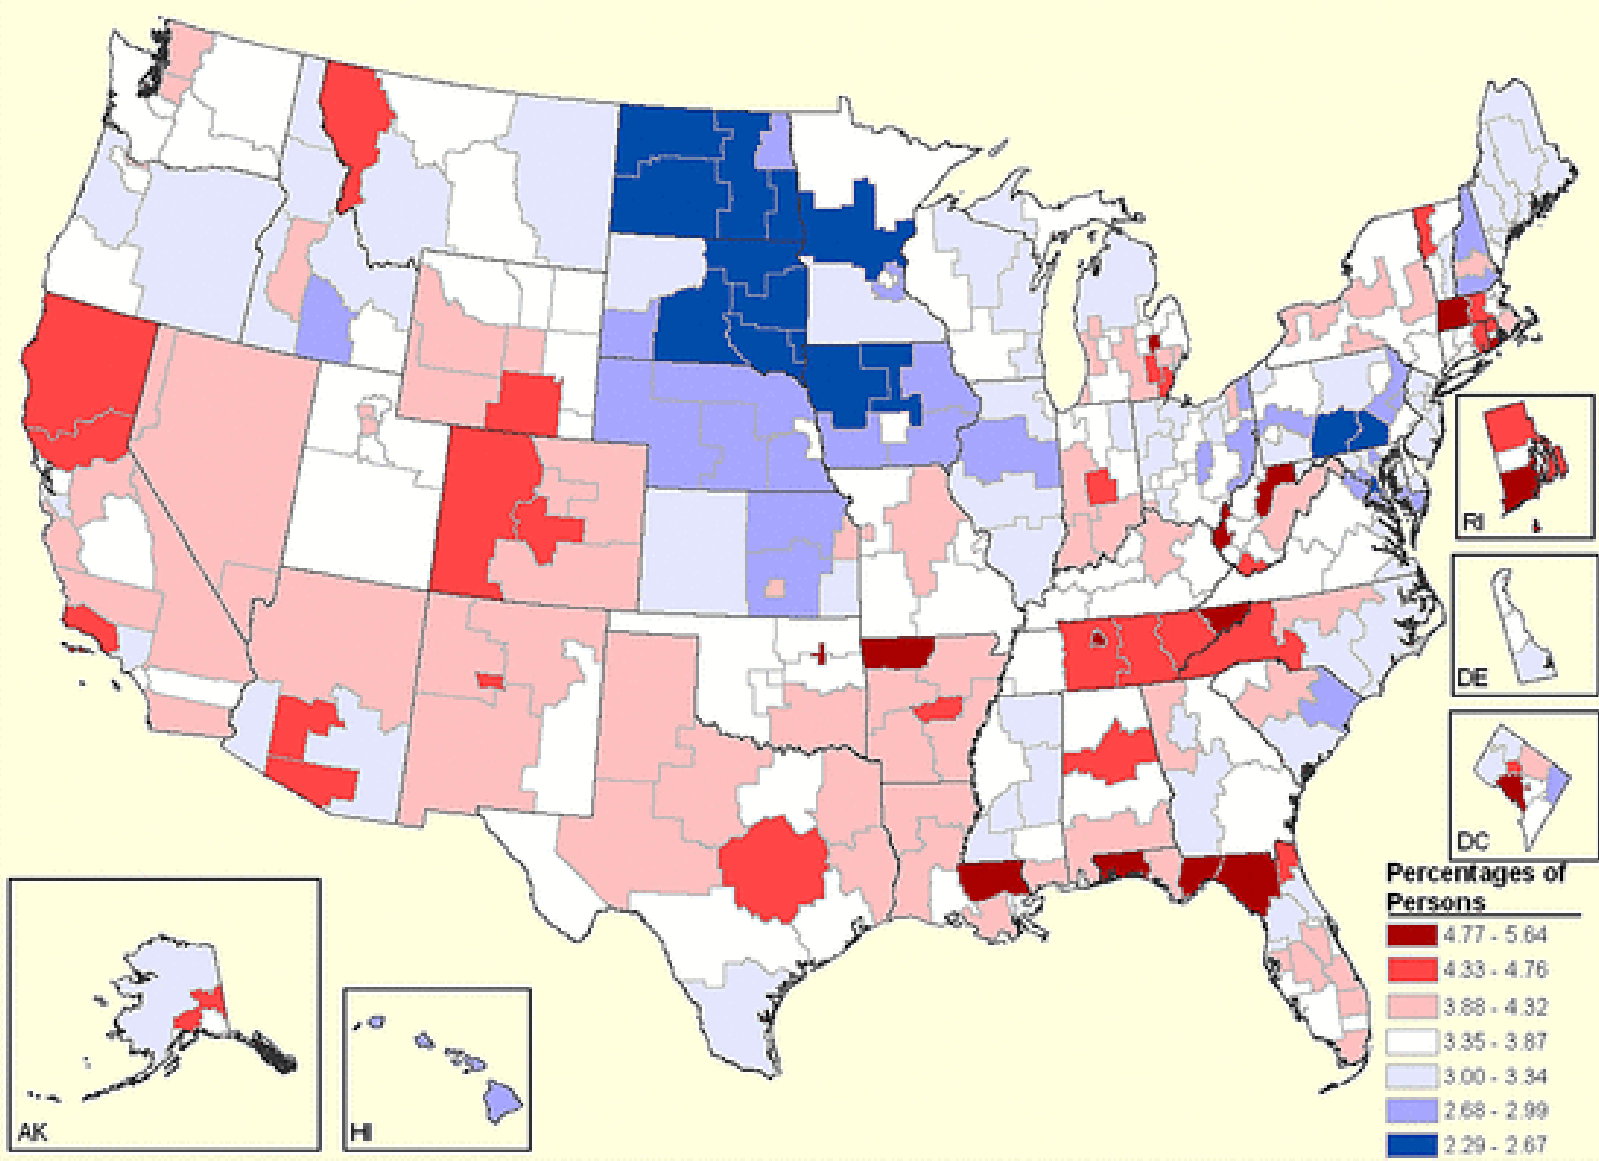 RI
DE
DC
AK
HI
Percentages of
Persons
4.77 - 5.64
4.33 - 4.76
3.88 - 4.32
3.35 - 3.87
3.00 - 3.34
2.68 - 2.99
2.29 - 2.67